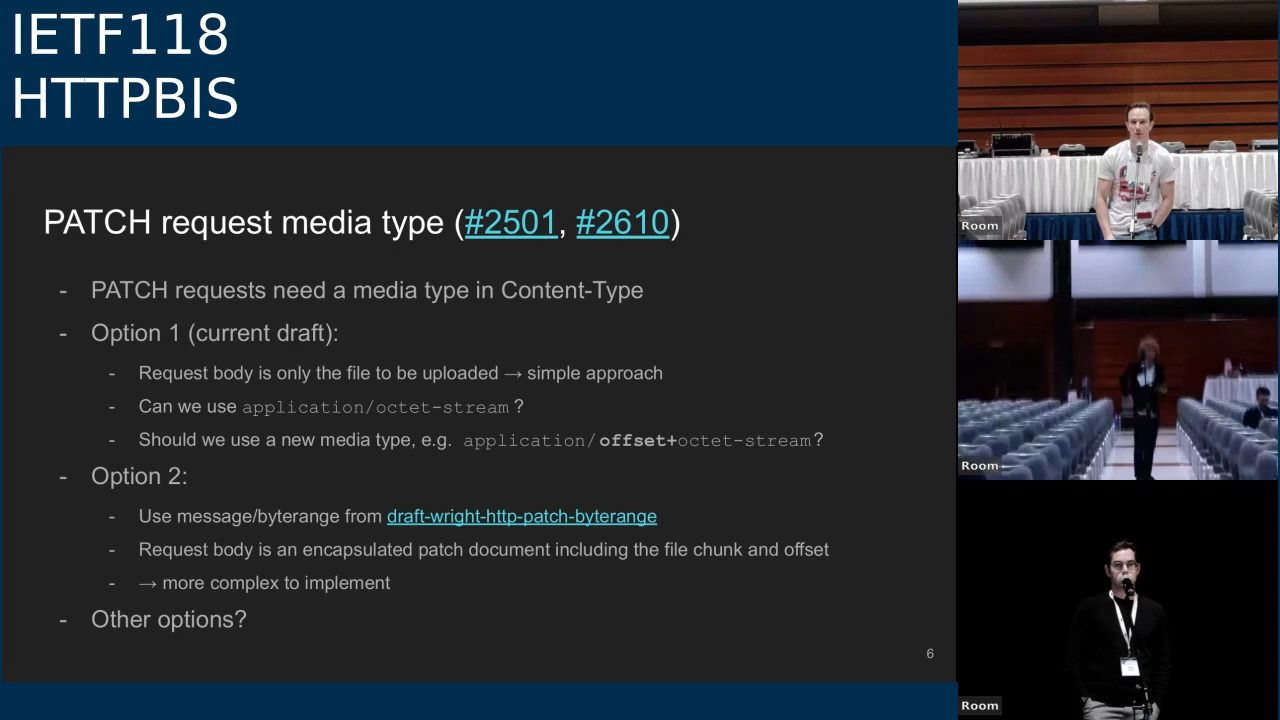 IETF118
HTTPBIS
PATCH request media type (#2501, #2610)
- PATCH requests need a media type in Content-Type
- Option 1 (current draft):
- Request body is only the file to be uploaded → simple approach
- Can we use application/octet-stream ?
- Should we use a new media type, e.g. application/offset+octet-stream?
- Option 2:
- Use message/byterange from draft-wright-http-patch-byterange
- Request body is an encapsulated patch document including the file chunk and offset
- → more complex to implement
- Other options?
6
Room
Room
Room